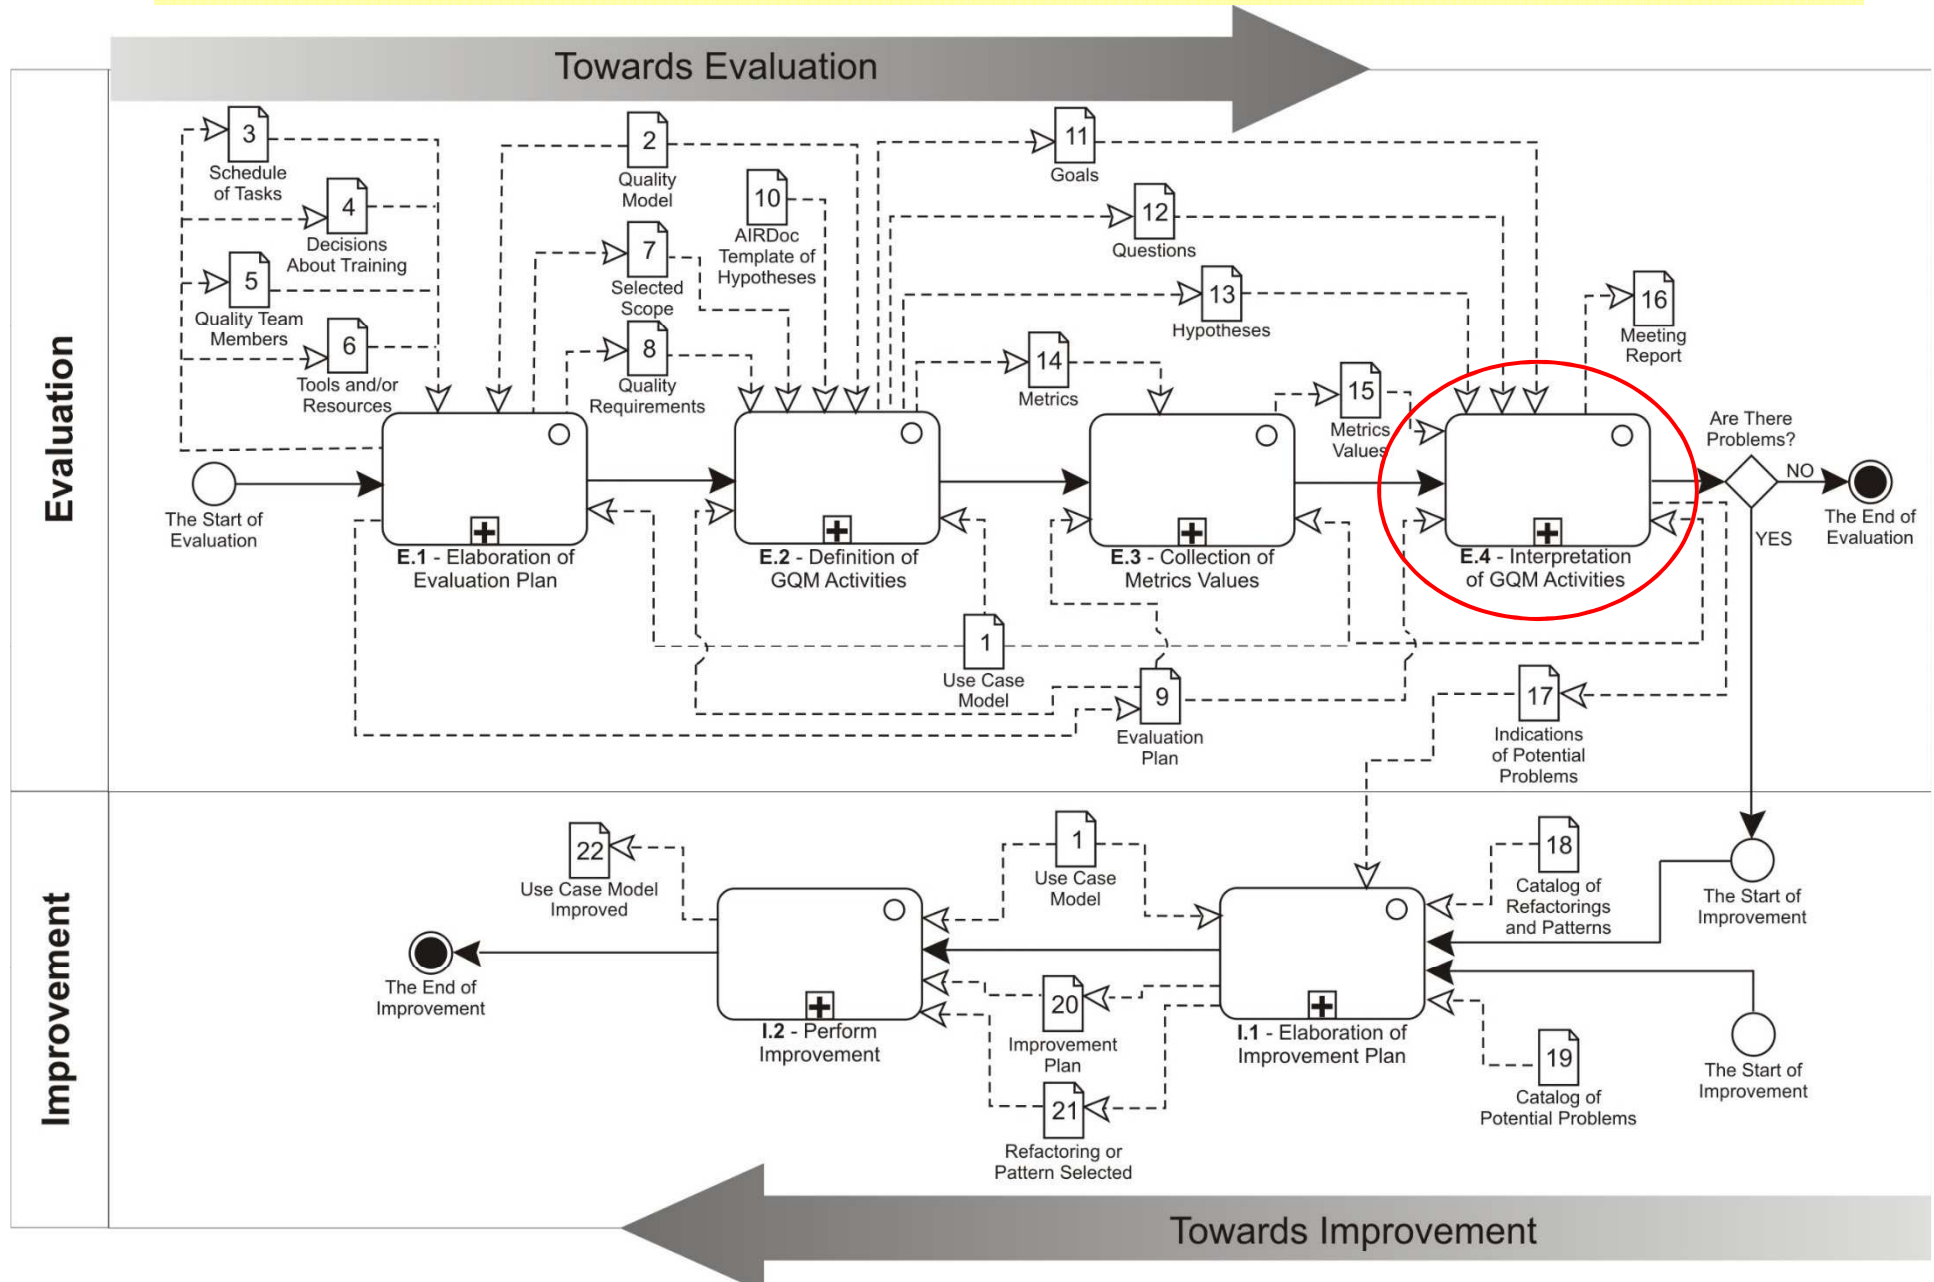 Towards Evaluation
Evaluation
3
Schedule
of Tasks
4
Decisions
About Training
5
Quality Team
Members
6
Tools and/or
Resources
2
Quality
Model
7
Selected
Scope
8
Quality
Requirements
10
AIRDoc
Template of
Hypotheses
11
Goals
12
Questions
13
Hypotheses
14
Metrics
15
Metrics
Values
16
Meeting
Report
The Start of
Evaluation
E.1 - Elaboration of
Evaluation Plan
E.2 - Definition of
GQM Activities
E.3 - Collection of
Metrics Values
E.4 - Interpretation
of GQM Activities
Are There
Problems?
NO
YES
The End of
Evaluation
1
Use Case
Model
9
Evaluation
Plan
17
Indications
of Potential
Problems
Improvement
22
Use Case Model
Improved
1
Use Case
Model
18
Catalog of
Refactorings
and Patterns
The Start of
Improvement
The End of
Improvement
I.2 - Perform
Improvement
20
Improvement
Plan
21
Refactoring or
Pattern Selected
I.1 - Elaboration of
Improvement Plan
19
Catalog of
Potential Problems
The Start of
Improvement
Towards Improvement